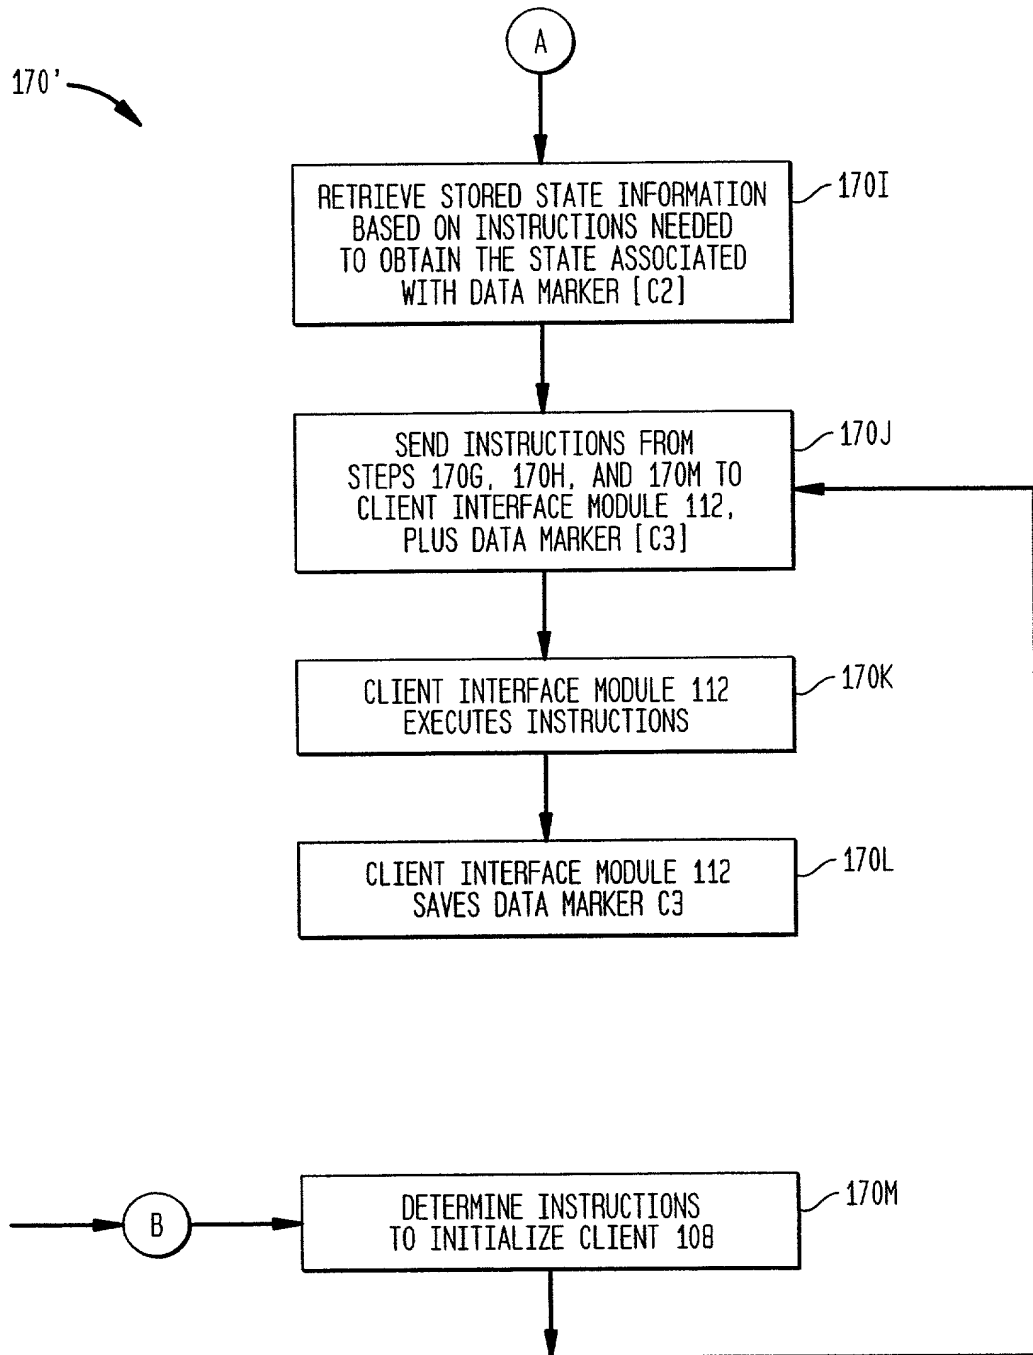 A
170'
RETRIEVE STORED STATE INFORMATION
BASED ON INSTRUCTIONS NEEDED
TO OBTAIN THE STATE ASSOCIATED
WITH DATA MARKER [C2]
170I
SEND INSTRUCTIONS FROM
STEPS 170G, 170H, AND 170M TO
CLIENT INTERFACE MODULE 112,
PLUS DATA MARKER [C3]
170J
CLIENT INTERFACE MODULE 112
EXECUTES INSTRUCTIONS
170K
CLIENT INTERFACE MODULE 112
SAVES DATA MARKER C3
170L
B
DETERMINE INSTRUCTIONS
TO INITIALIZE CLIENT 108
170M